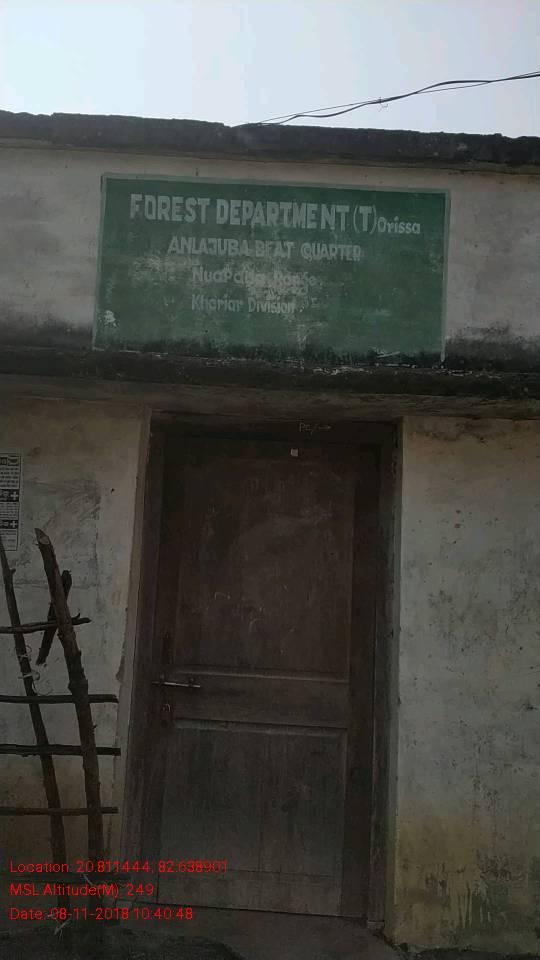 FOREST DEPARTMENT (T) Orissa
ANLAJUBA BEAT QUARTER
Nuapada Range
Khariar Division
Location: 20.811444, 82.638901
MSL Altitude(M): 249
Date:-08-11-2018 10:40:48